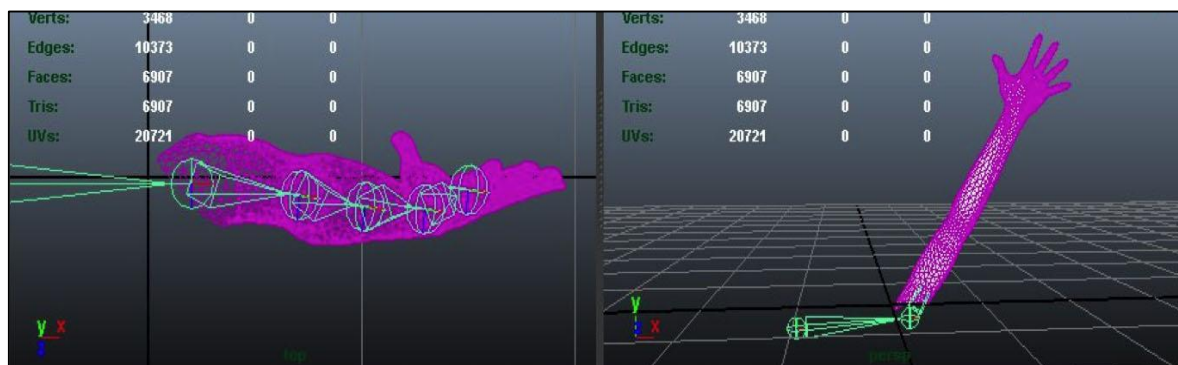 Verts: 3468 0 0
Edges: 10373 0 0
Faces: 6907 0 0
Tris: 6907 0 0
UVs: 20721 0 0
y x
z
top
Verts: 3468 0 0
Edges: 10373 0 0
Faces: 6907 0 0
Tris: 6907 0 0
UVs: 20721 0 0
y x
z
persp